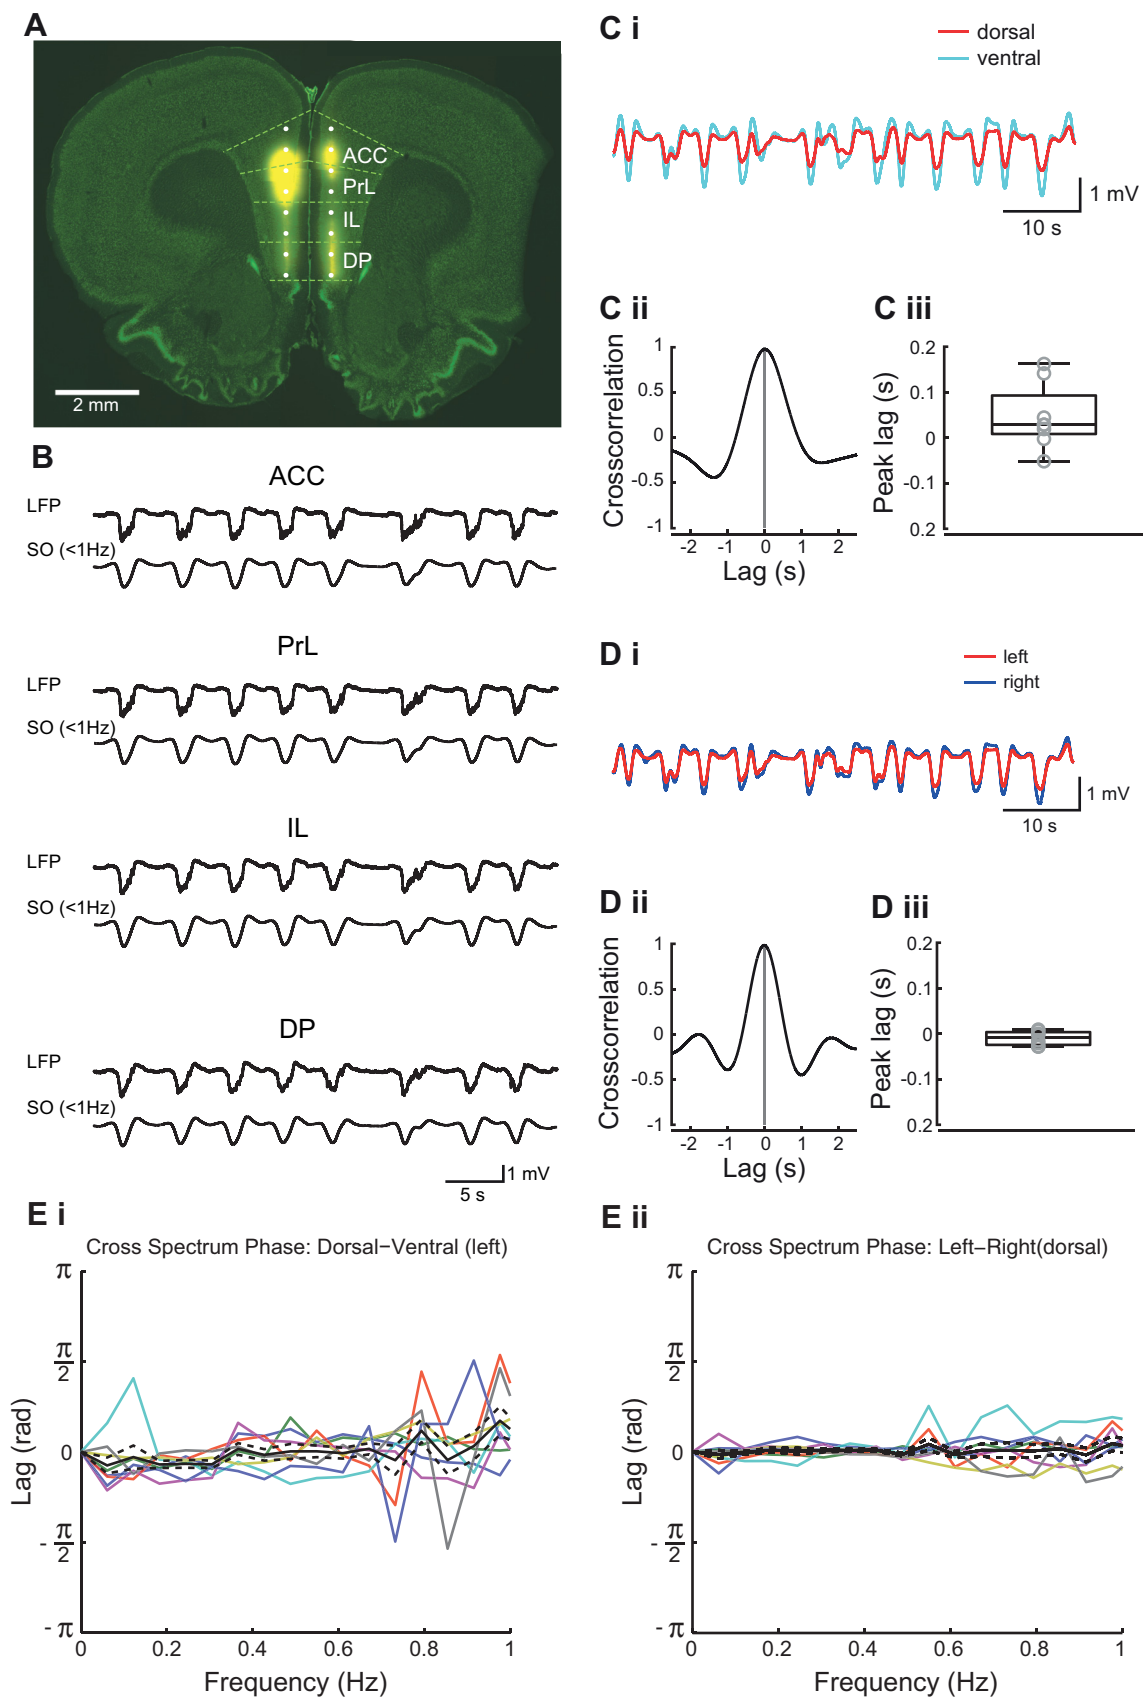 A
ACC
PrL
IL
DP
2 mm
B
ACC
LFP
SO (<1Hz)
PrL
LFP
SO (<1Hz)
IL
LFP
SO (<1Hz)
DP
LFP
SO (<1Hz)
1 mV
5 s
C i
dorsal
ventral
1 mV
10 s
C ii
Crosscorrelation
1
0.5
0
-0.5
-1
-2 -1 0 1 2
Lag (s)
C iii
Peak lag (s)
0.2
0.1
0
-0.1
0.2
D i
left
right
1 mV
10 s
D ii
Crosscorrelation
1
0.5
0
-0.5
-1
-2 -1 0 1 2
Lag (s)
D iii
Peak lag (s)
0.2
0.1
0
-0.1
0.2
E i
Cross Spectrum Phase: Dorsal−Ventral (left)
Lag (rad)
π
π
2
0
- π
2
- π
0 0.2 0.4 0.6 0.8 1
Frequency (Hz)
E ii
Cross Spectrum Phase: Left−Right(dorsal)
Lag (rad)
π
π
2
0
- π
2
- π
0 0.2 0.4 0.6 0.8 1
Frequency (Hz)